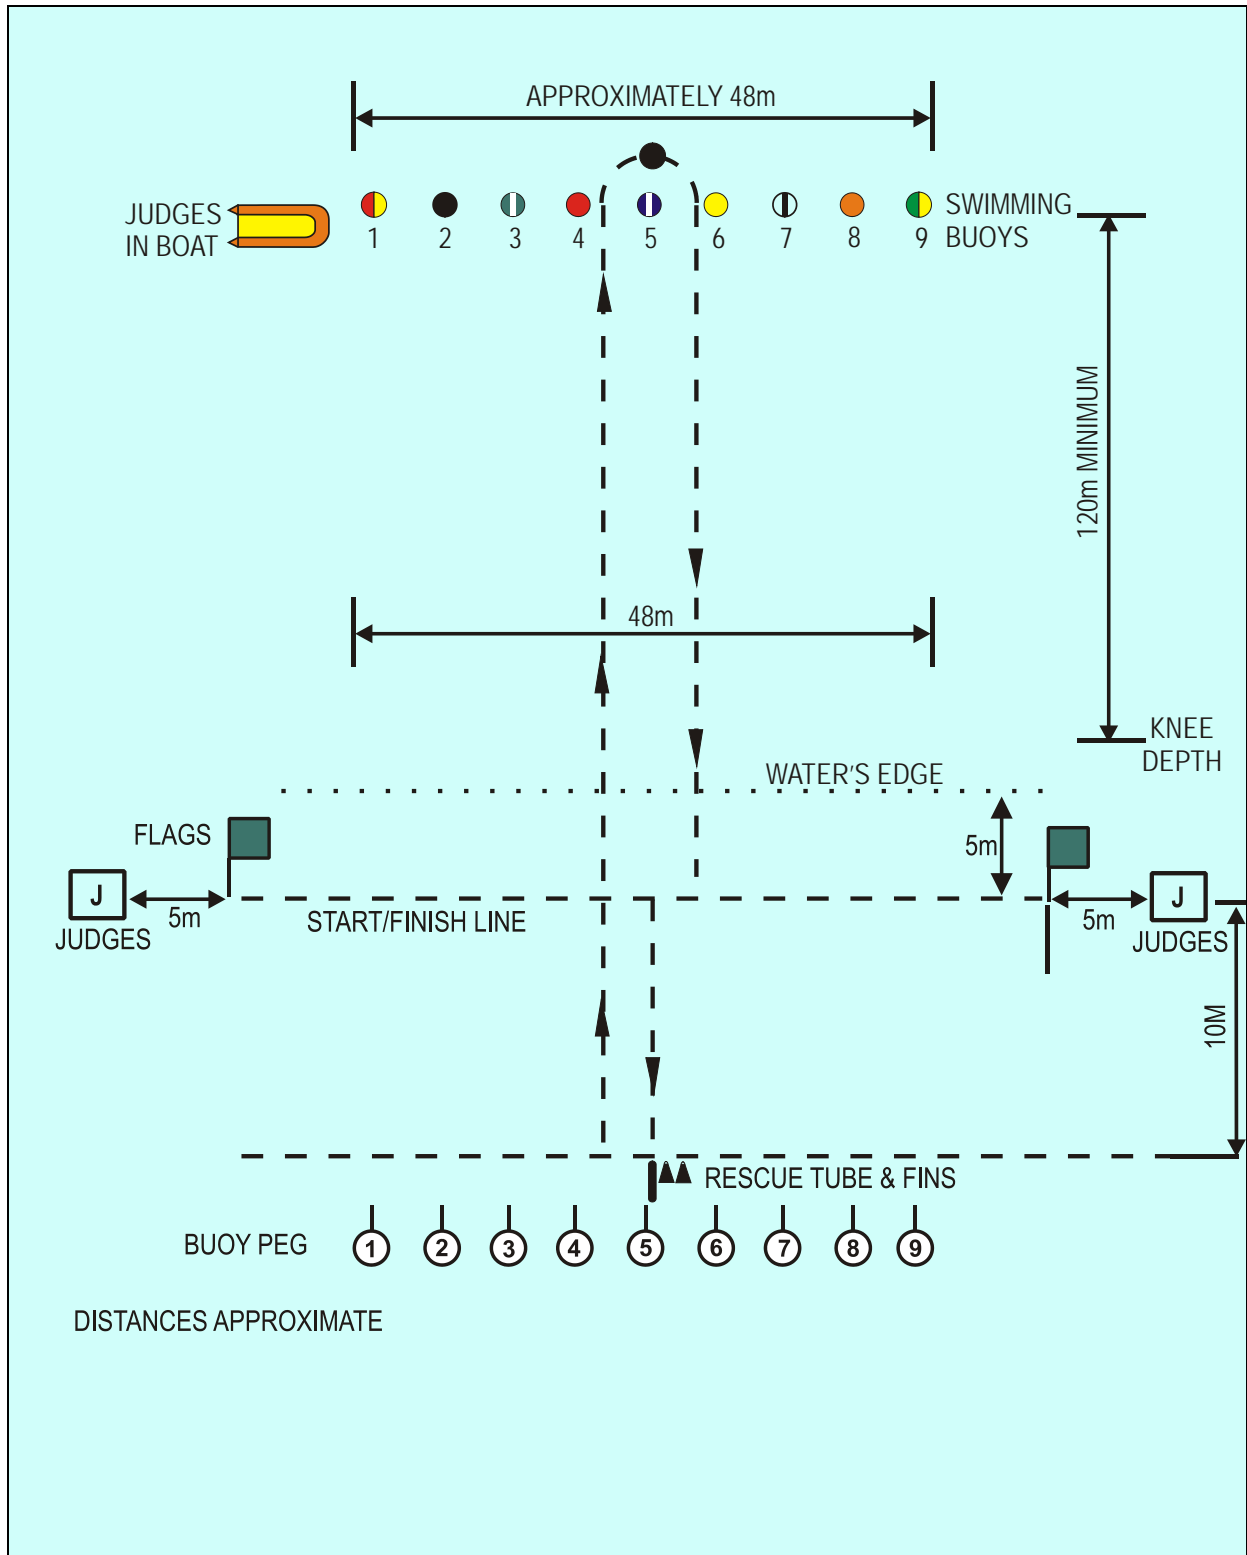 APPROXIMATELY 48m
JUDGES
IN BOAT
1 2 3 4 5 6 7 8 9
SWIMMING
BUOYS
120m MINIMUM
48m
KNEE
DEPTH
WATER'S EDGE
FLAGS
5m
J
5m
JUDGES
START/FINISH LINE
5m
J
JUDGES
10M
RESCUE TUBE & FINS
BUOY PEG
1 2 3 4 5 6 7 8 9
DISTANCES APPROXIMATE